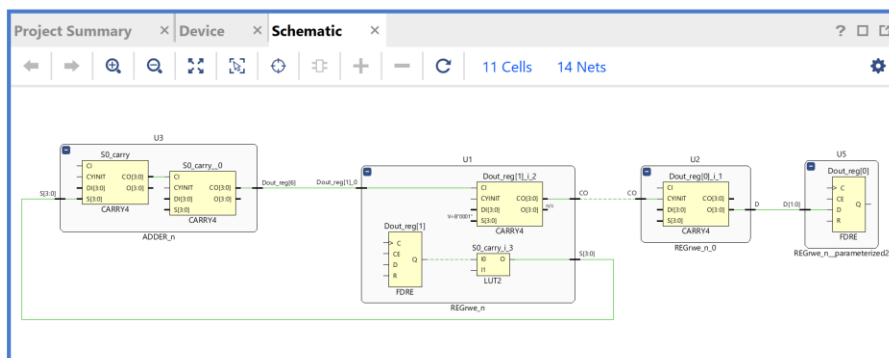 Project Summary × Device × Schematic ×
?
11 Cells 14 Nets
U3
S0_carry
CI
CYINIT CO[3:0]
DI[3:0] O[3:0]
S[3:0]
CARRY4
S0_carry__0
CI
CYINIT CO[3:0]
DI[3:0] O[3:0]
S[3:0]
CARRY4
S[3:0]
Dout_reg[6]
ADDER_n
U1
Dout_reg[1]_0
Dout_reg[1]_i_2
CI
CYINIT CO[3:0]
DI[3:0] O[3:0]
S[3:0]
n/c
V=B"0001"
CARRY4
CO
Dout_reg[1]
C
CE
D
R
Q
FDRE
S0_carry_i_3
I0 O
I1
LUT2
S[3:0]
REGrwe_n
U2
Dout_reg[0]_i_1
CO
CI
CYINIT CO[3:0]
DI[3:0] O[3:0]
S[3:0]
CARRY4
D
REGrwe_n_0
U5
Dout_reg[0]
D[1:0]
C
CE
D
R
Q
FDRE
REGrwe_n__parameterized2